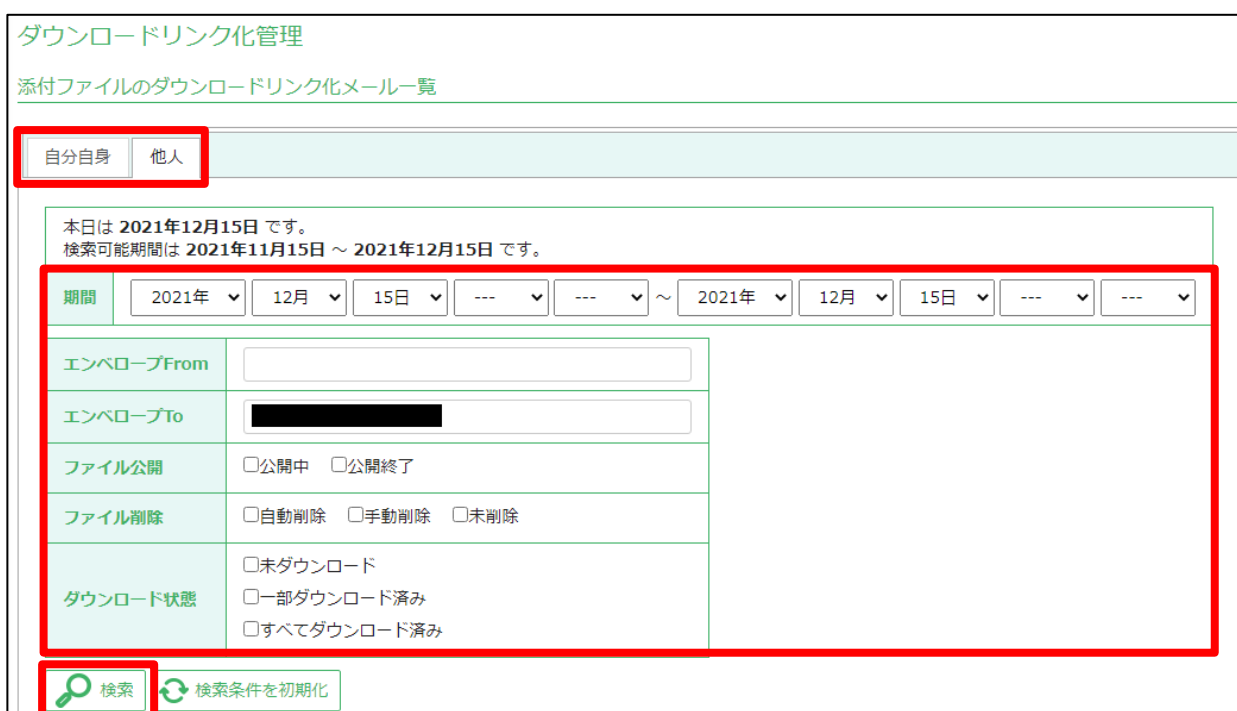 ダウンロードリンク化管理
添付ファイルのダウンロードリンク化メール一覧
自分自身 他人
本日は 2021年12月15日 です。
検索可能期間は 2021年11月15日 ～ 2021年12月15日 です。
期間 2021年 12月 15日 --- --- ～ 2021年 12月 15日 --- ---
エンベロープFrom
エンベロープTo
ファイル公開 公開中 公開終了
ファイル削除 自動削除 手動削除 未削除
未ダウンロード
ダウンロード状態 一部ダウンロード済み
すべてダウンロード済み
検索 検索条件を初期化